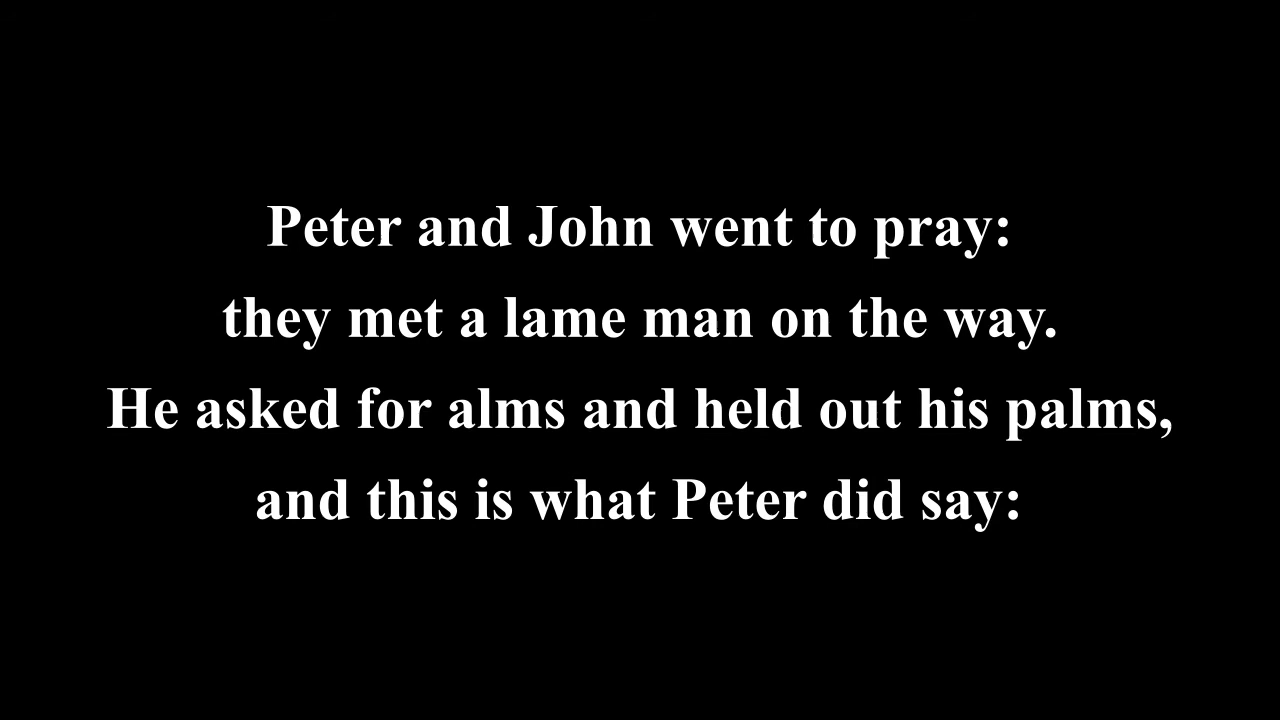 Peter and John went to pray:
they met a lame man on the way.
He asked for alms and held out his palms,
and this is what Peter did say: